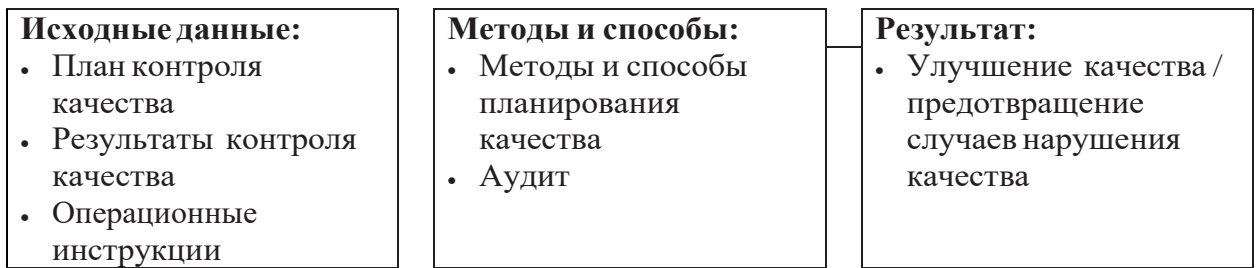 Исходные данные:
• План контроля
качества
• Результаты контроля
качества
• Операционные
инструкции
Методы и способы:
• Методы и способы
планирования
качества
• Аудит
Результат:
• Улучшение качества /
предотвращение
случаев нарушения
качества